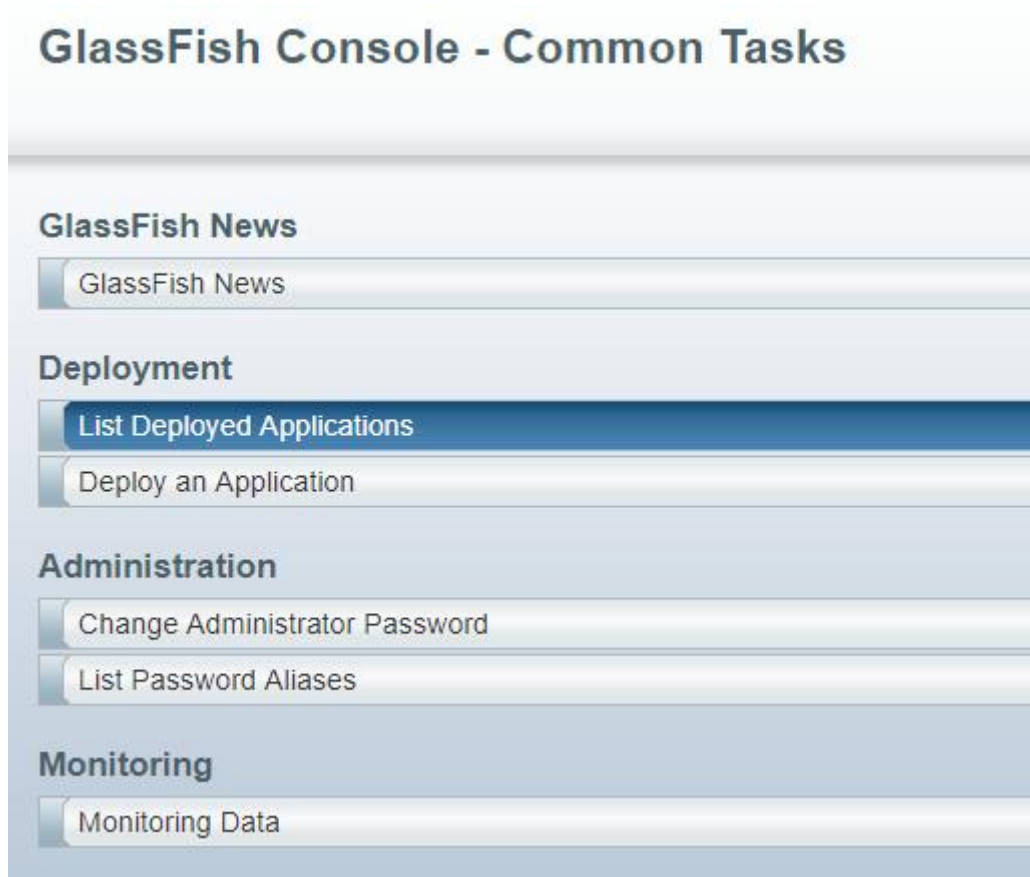 GlassFish Console - Common Tasks
GlassFish News
GlassFish News
Deployment
List Deployed Applications
Deploy an Application
Administration
Change Administrator Password
List Password Aliases
Monitoring
Monitoring Data